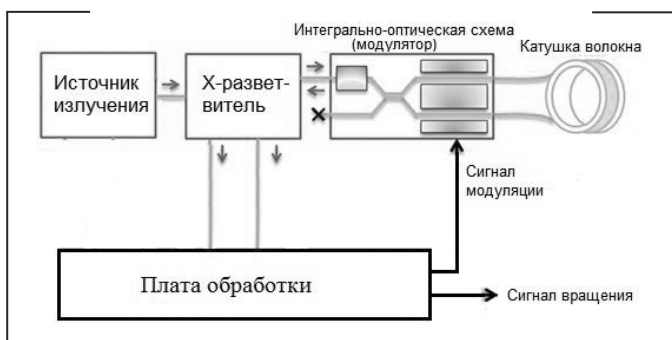 Интегрально-оптическая схема
(модулятор)
Катушка волокна
Источник
излучения
Х-развет-
витель
Сигнал
модуляции
Плата обработки
Сигнал вращения